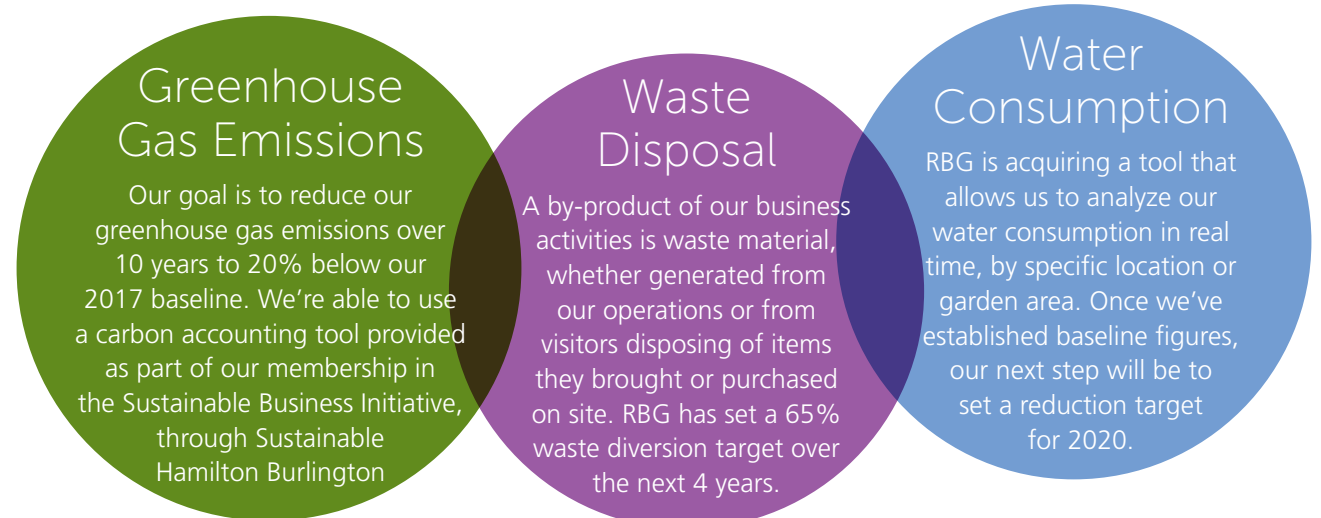 Greenhouse
Gas Emissions
Our goal is to reduce our
greenhouse gas emissions over
10 years to 20% below our
2017 baseline. We’re able to use
a carbon accounting tool provided
as part of our membership in
the Sustainable Business Initiative,
through Sustainable
Hamilton Burlington
Waste
Disposal
A by-product of our business
activities is waste material,
whether generated from
our operations or from
visitors disposing of items
they brought or purchased
on site. RBG has set a 65%
waste diversion target over
the next 4 years.
Water
Consumption
RBG is acquiring a tool that
allows us to analyze our
water consumption in real
time, by specific location or
garden area. Once we’ve
established baseline figures,
our next step will be to
set a reduction target
for 2020.